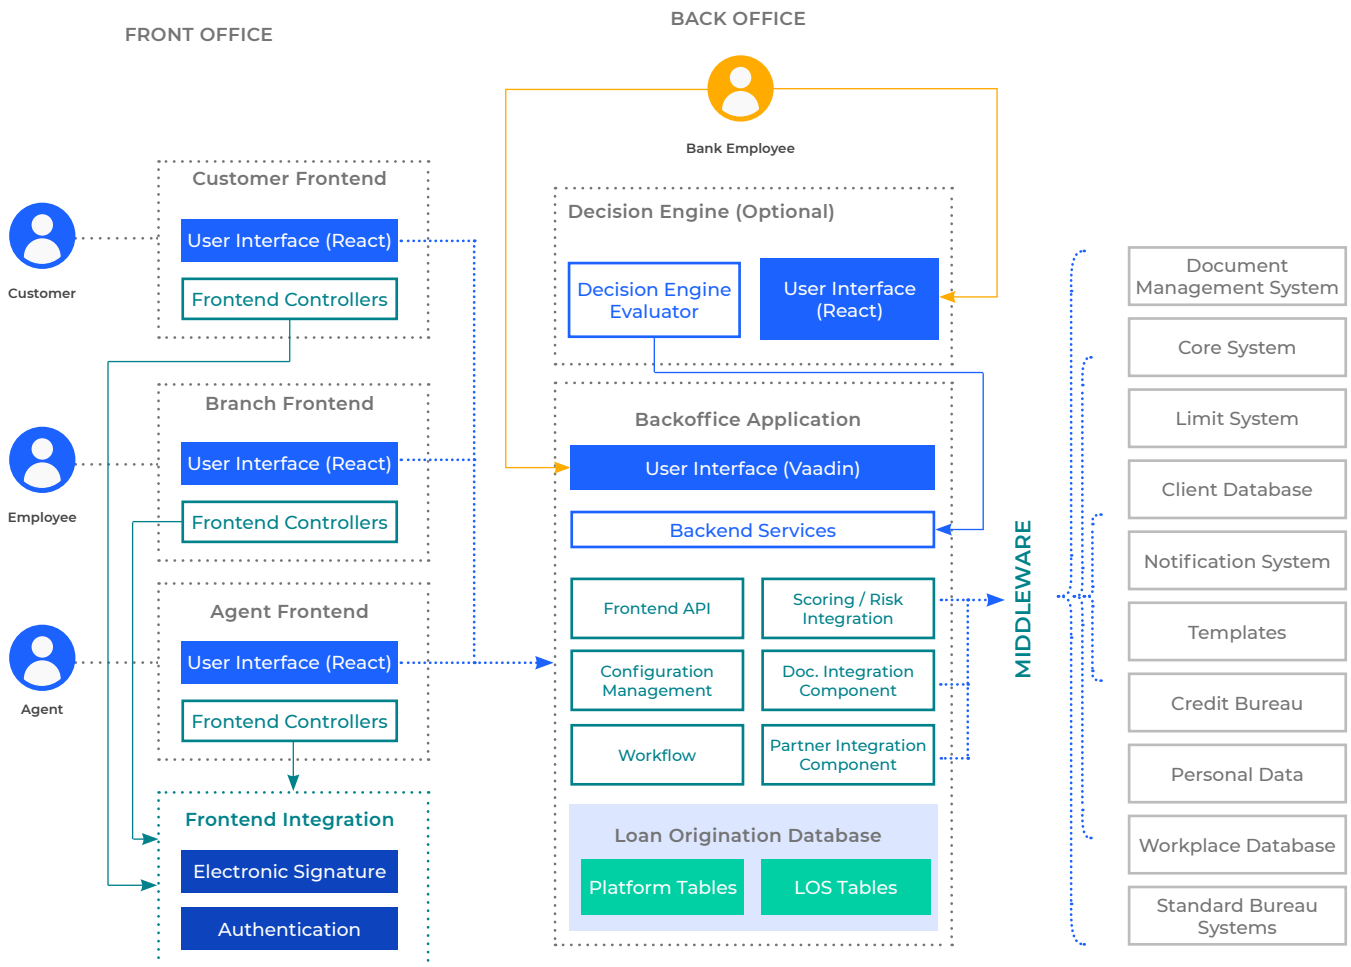 FRONT OFFICE
BACK OFFICE
Bank Employee
Customer Frontend
User Interface (React)
Frontend Controllers
Customer
Branch Frontend
User Interface (React)
Frontend Controllers
Employee
Agent Frontend
User Interface (React)
Frontend Controllers
Agent
Frontend Integration
Electronic Signature
Authentication
Decision Engine (Optional)
Decision Engine
Evaluator
User Interface
(React)
Backoffice Application
User Interface (Vaadin)
Backend Services
Frontend API
Scoring / Risk
Integration
Configuration
Management
Doc. Integration
Component
Workflow
Partner Integration
Component
Loan Origination Database
Platform Tables
LOS Tables
MIDDLEWARE
Document
Management System
Core System
Limit System
Client Database
Notification System
Templates
Credit Bureau
Personal Data
Workplace Database
Standard Bureau
Systems